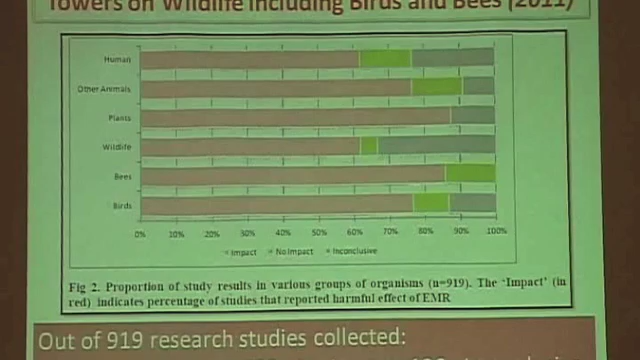 Towers on Wildlife including Birds and Bees (2011)
Human
Other Animals
Plants
Wildlife
Bees
Birds
0% 10% 20% 30% 40% 50% 60% 70% 80% 90% 100%
Impact No Impact Inconclusive
Fig 2. Proportion of study results in various groups of organisms (n=919). The 'Impact' (in
red) indicates percentage of studies that reported harmful effect of EMR
Out of 919 research studies collected: